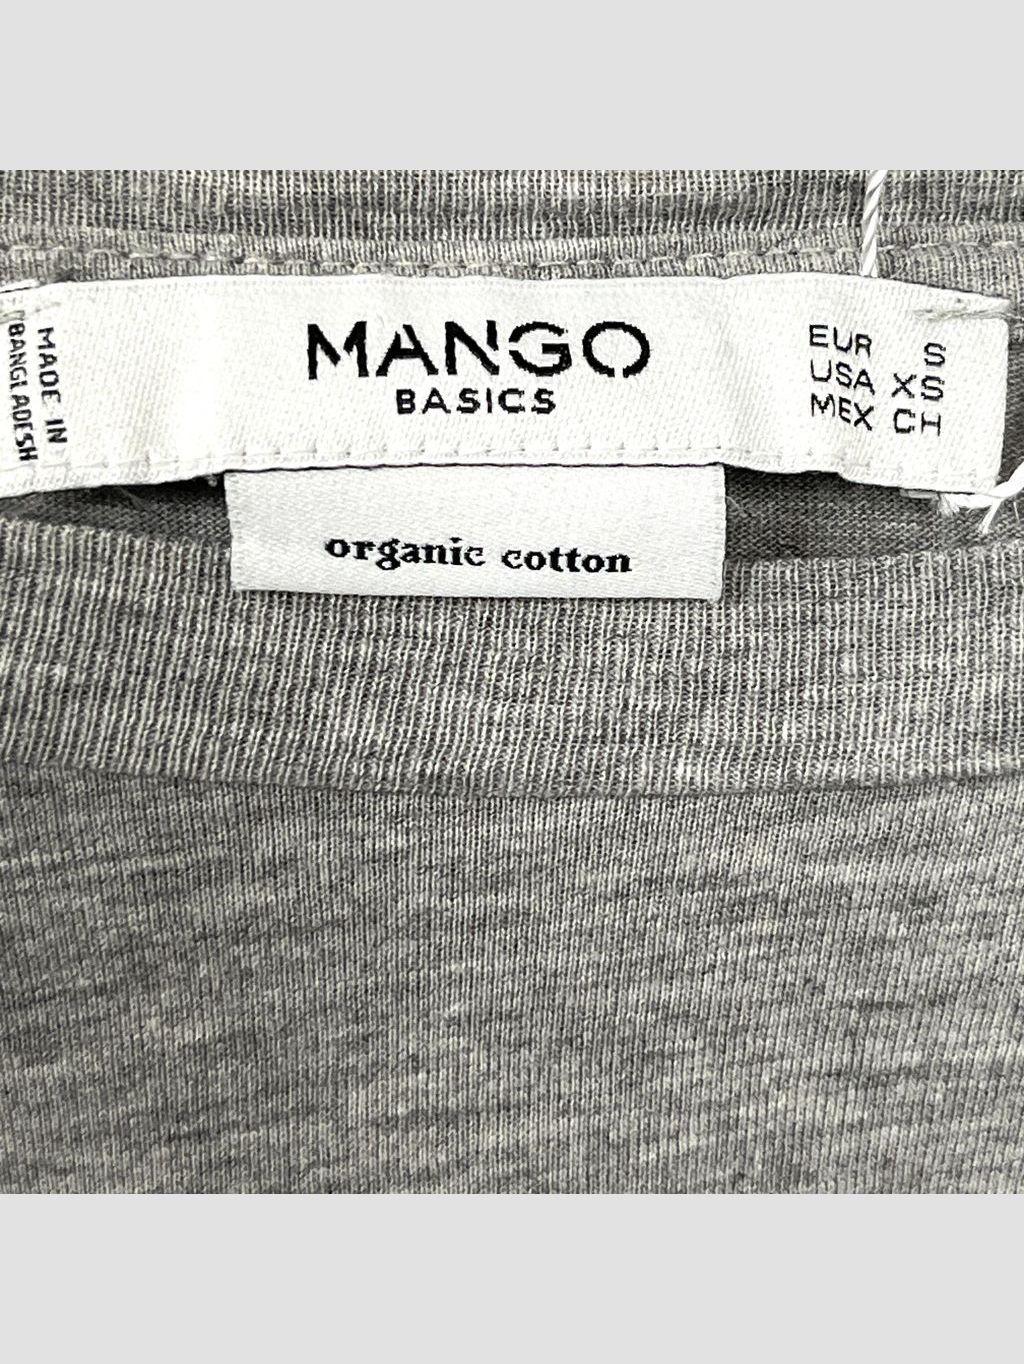 MADE IN
BANGLADESH
MANGO
BASICS
EUR S
USA XS
MEX CH
organic cotton